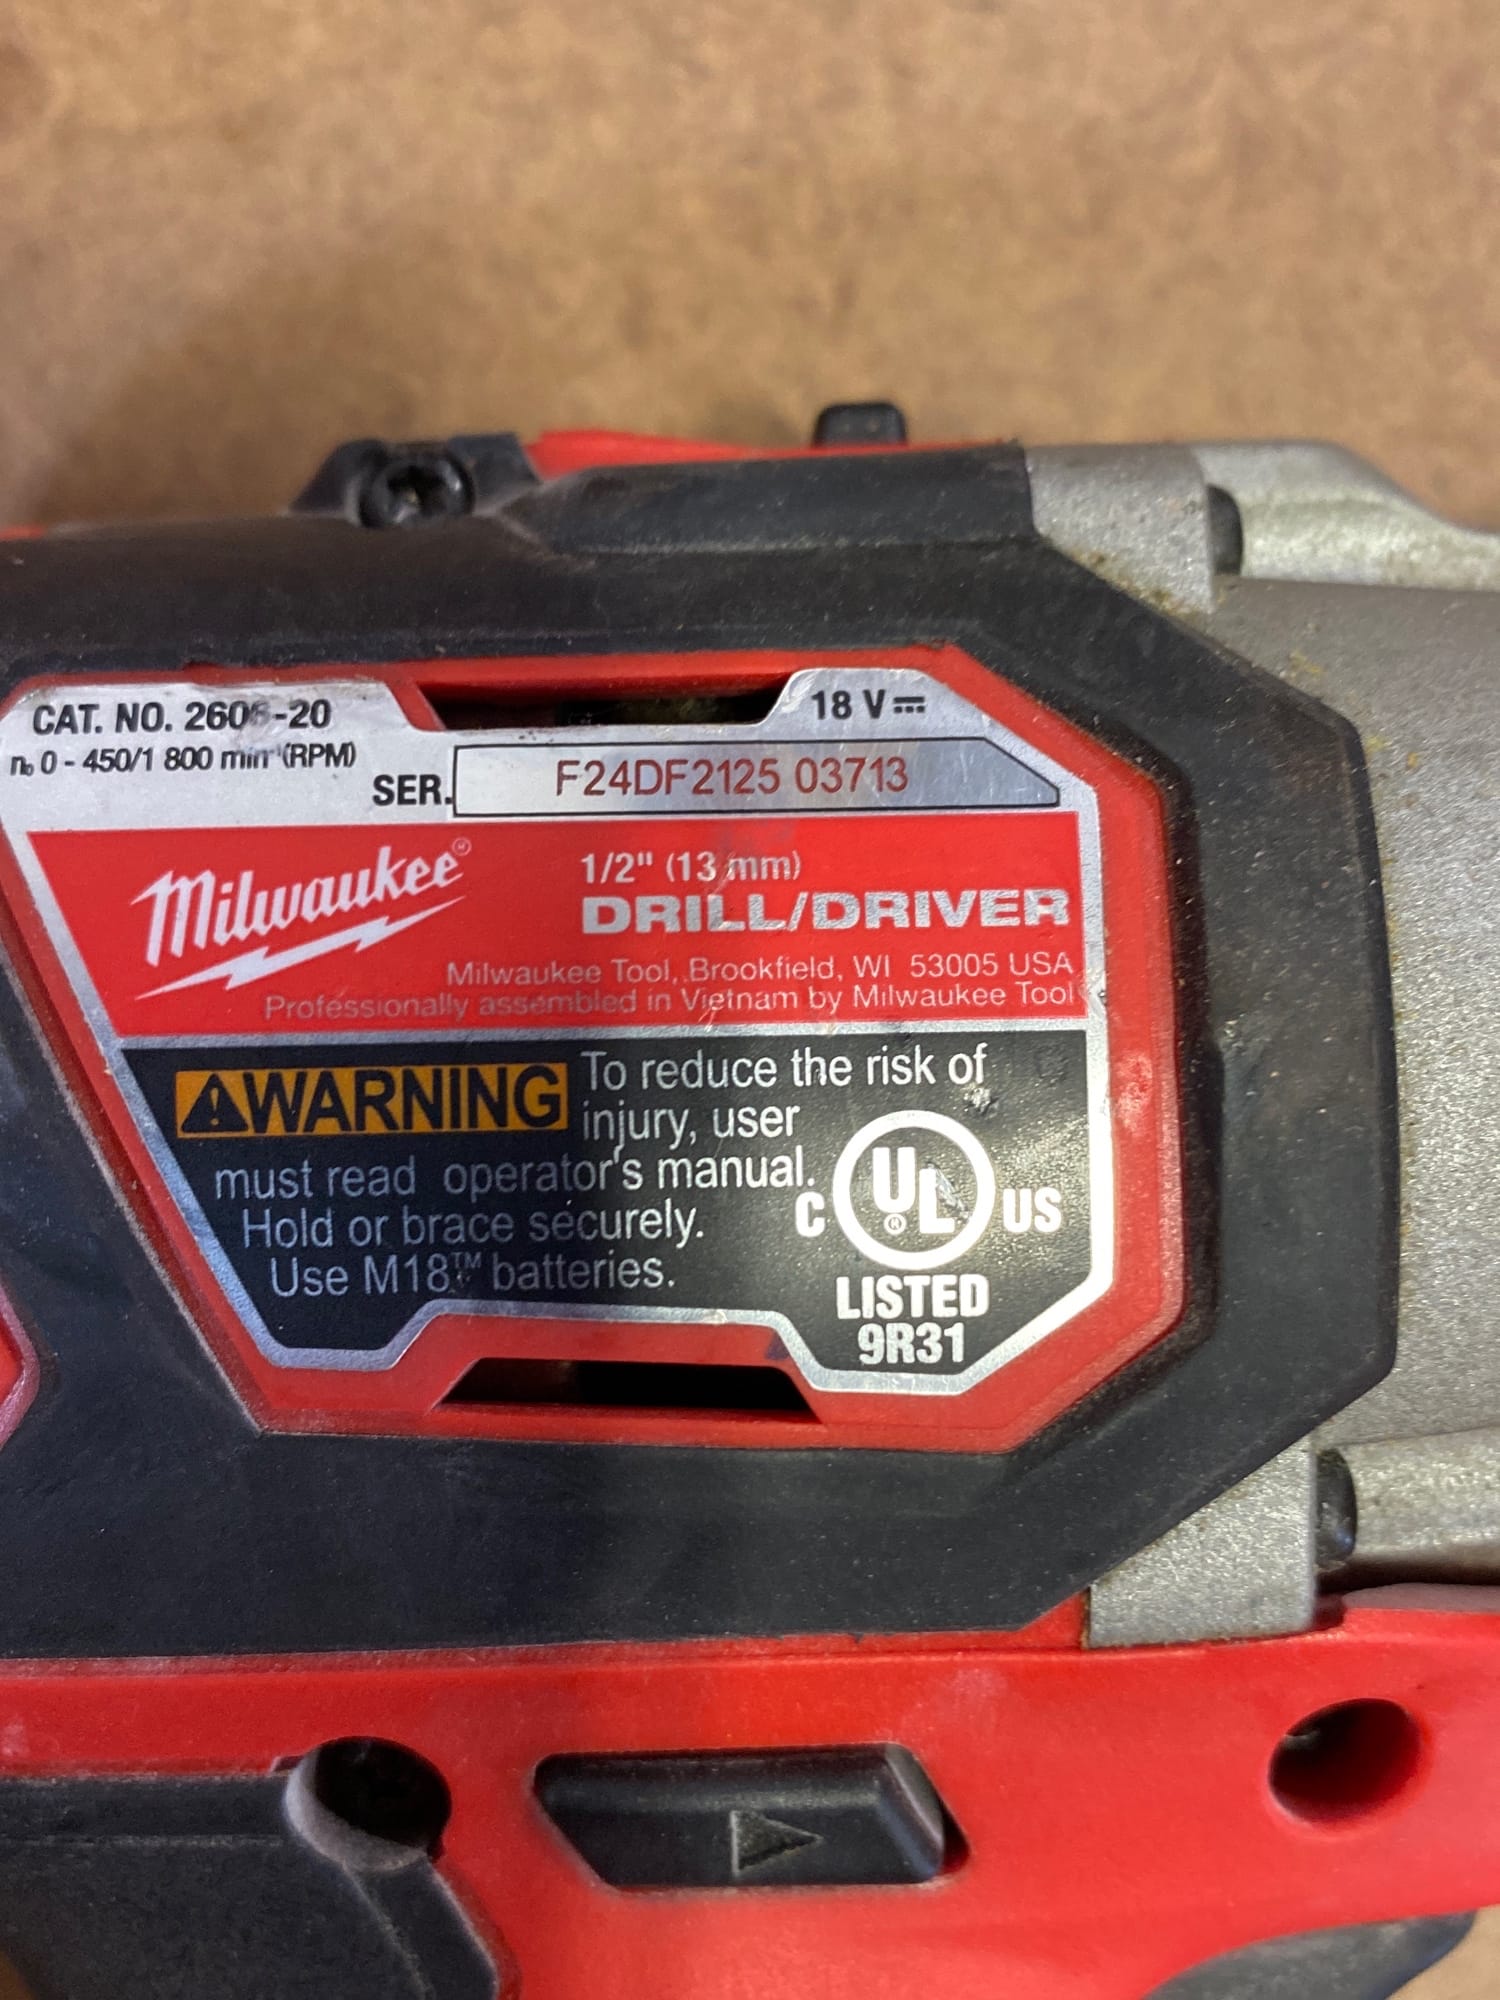 CAT. NO. 2606-20
18 V
n₀ 0 - 450/1 800 min⁻¹ (RPM)
SER. F24DF2125 03713
Milwaukee®
1/2" (13 mm)
DRILL/DRIVER
Milwaukee Tool, Brookfield, WI 53005 USA
Professionally assembled in Vietnam by Milwaukee Tool
WARNING To reduce the risk of
injury, user
must read operator's manual.
Hold or brace securely.
Use M18™ batteries.
C UL® US
LISTED
9R31